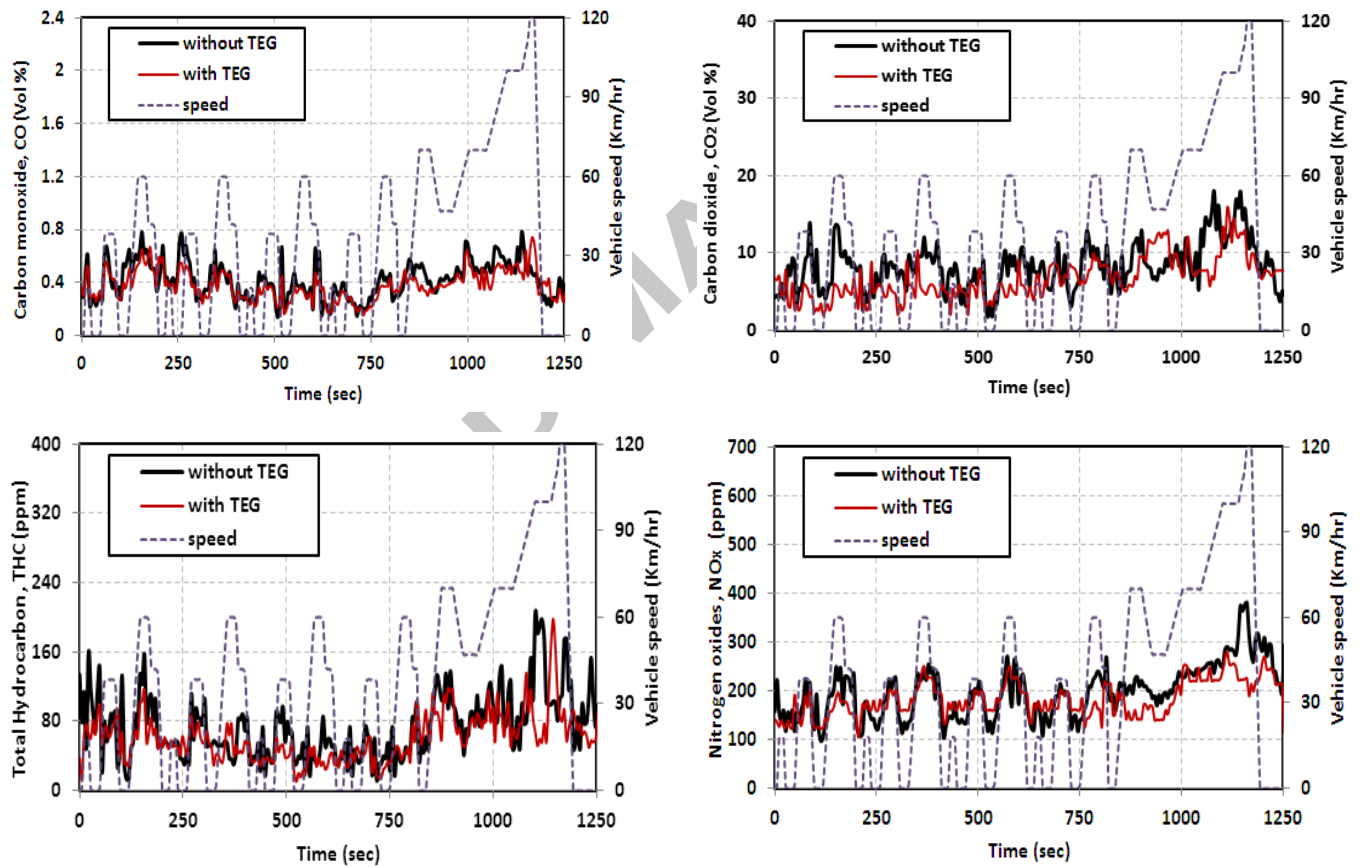 2.4
2
1.6
1.2
0.8
0.4
0
Carbon monoxide, CO (Vol %)
without TEG
with TEG
speed
120
90
60
30
0
Vehicle speed (Km/hr)
0 250 500 750 1000 1250
Time (sec)
40
30
20
10
0
Carbon dioxide, CO2 (Vol %)
without TEG
with TEG
speed
120
90
60
30
0
Vehicle speed (Km/hr)
0 250 500 750 1000 1250
Time (sec)
400
320
240
160
80
0
Total Hydrocarbon, THC (ppm)
without TEG
with TEG
speed
120
90
60
30
0
Vehicle speed (Km/hr)
0 250 500 750 1000 1250
Time (sec)
700
600
500
400
300
200
100
0
Nitrogen oxides, NOx (ppm)
without TEG
with TEG
speed
120
90
60
30
0
Vehicle speed (Km/hr)
0 250 500 750 1000 1250
Time (sec)